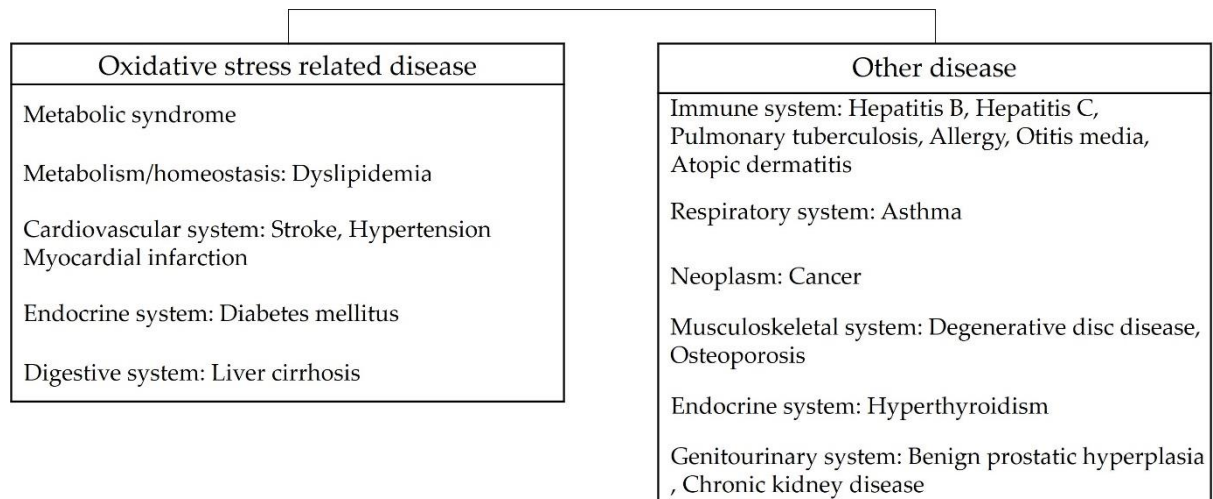 Oxidative stress related disease
Metabolic syndrome
Metabolism/homeostasis: Dyslipidemia
Cardiovascular system: Stroke, Hypertension
Myocardial infarction
Endocrine system: Diabetes mellitus
Digestive system: Liver cirrhosis
Other disease
Immune system: Hepatitis B, Hepatitis C,
Pulmonary tuberculosis, Allergy, Otitis media,
Atopic dermatitis
Respiratory system: Asthma
Neoplasm: Cancer
Musculoskeletal system: Degenerative disc disease,
Osteoporosis
Endocrine system: Hyperthyroidism
Genitourinary system: Benign prostatic hyperplasia
, Chronic kidney disease